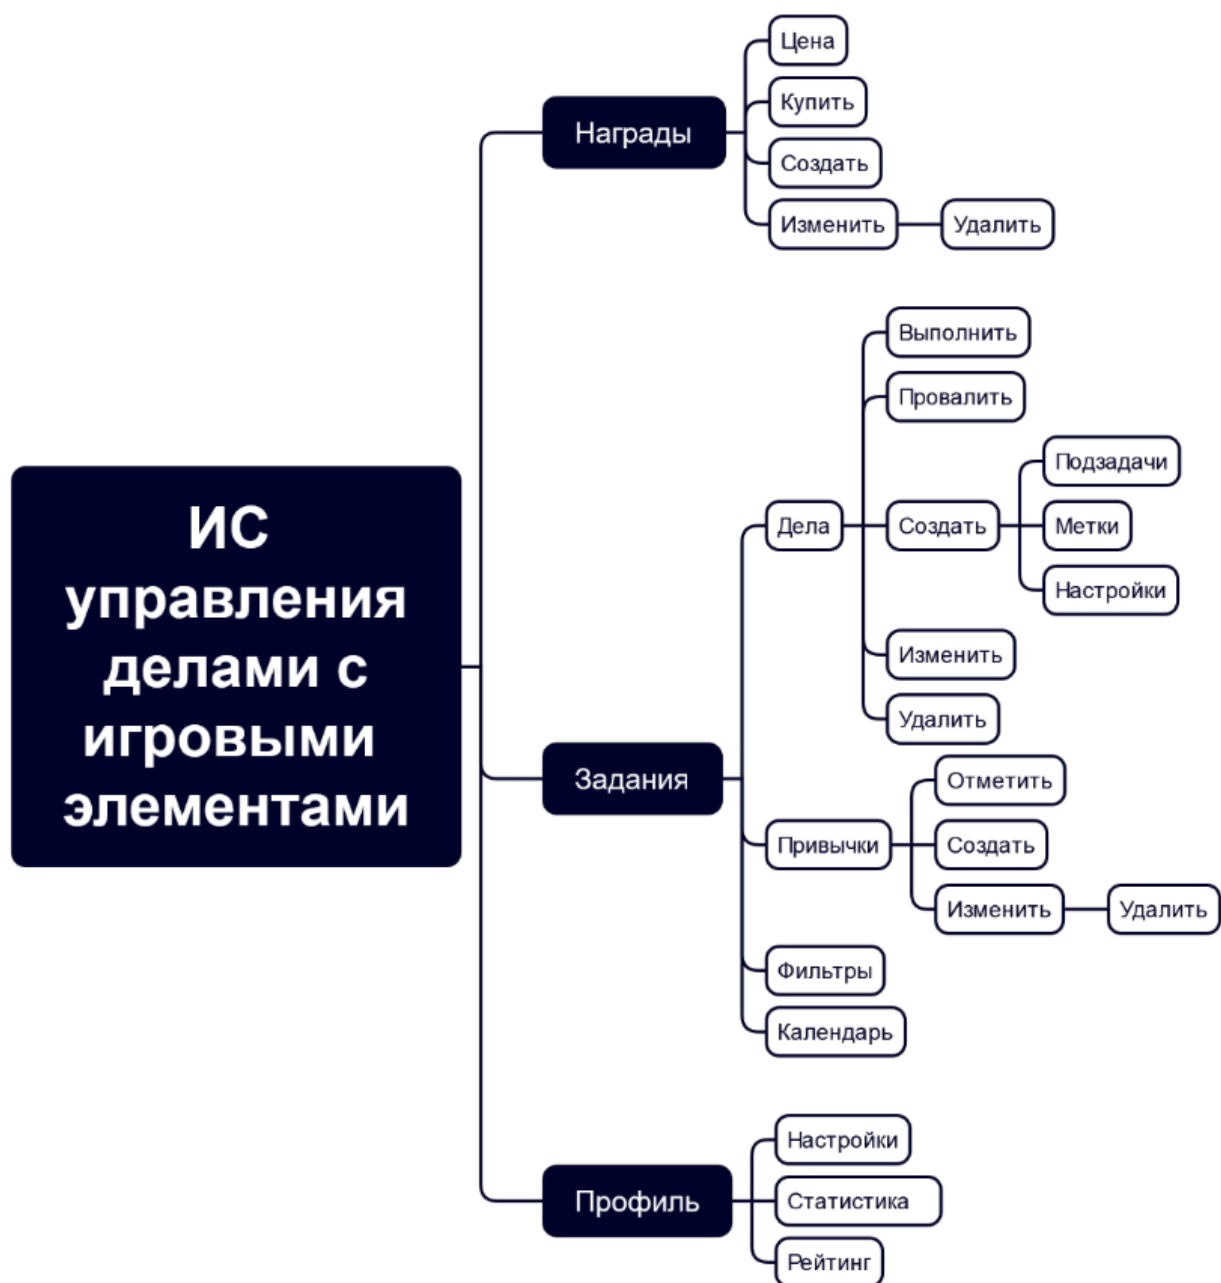 ИС
управления
делами с
игровыми
элементами
Награды
Цена
Купить
Создать
Изменить
Удалить
Задания
Дела
Выполнить
Провалить
Создать
Подзадачи
Метки
Настройки
Изменить
Удалить
Привычки
Отметить
Создать
Изменить
Удалить
Фильтры
Календарь
Профиль
Настройки
Статистика
Рейтинг